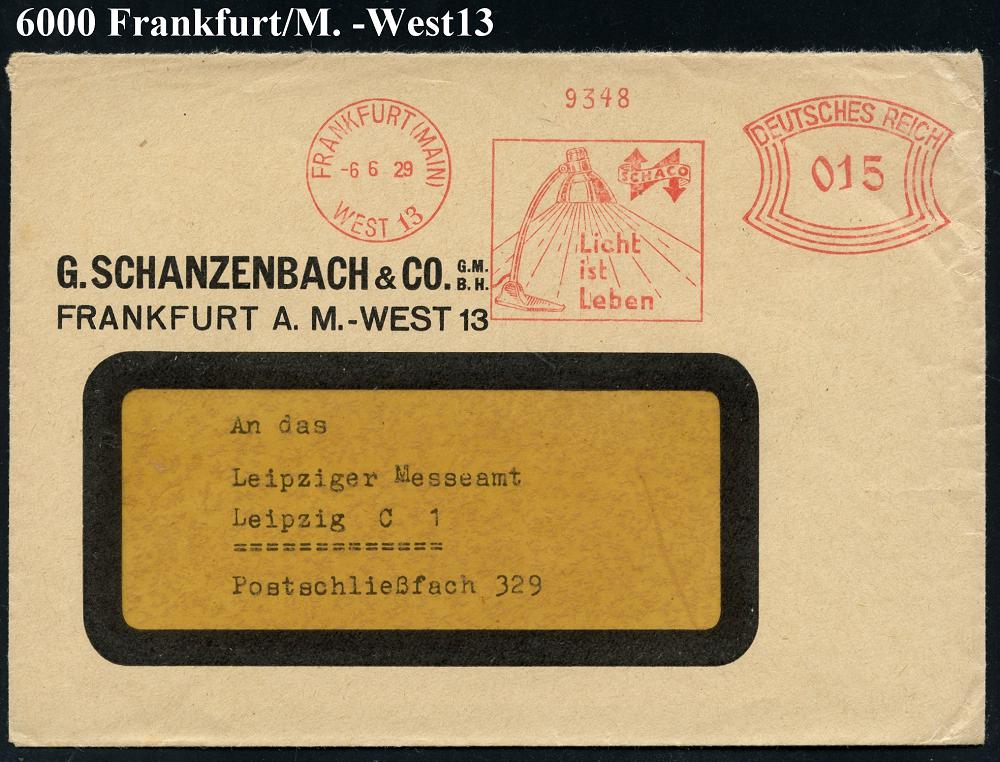 6000 Frankfurt/M. -West13
9348
FRANKFURT (MAIN)
-6 6 29
WEST 13
SCHACO
Licht
ist
Leben
DEUTSCHES REICH
015
G. SCHANZENBACH & CO. G.M.B.H.
FRANKFURT A. M.-WEST 13
An das
Leipziger Messeamt
Leipzig C 1
=============
Postschließfach 329